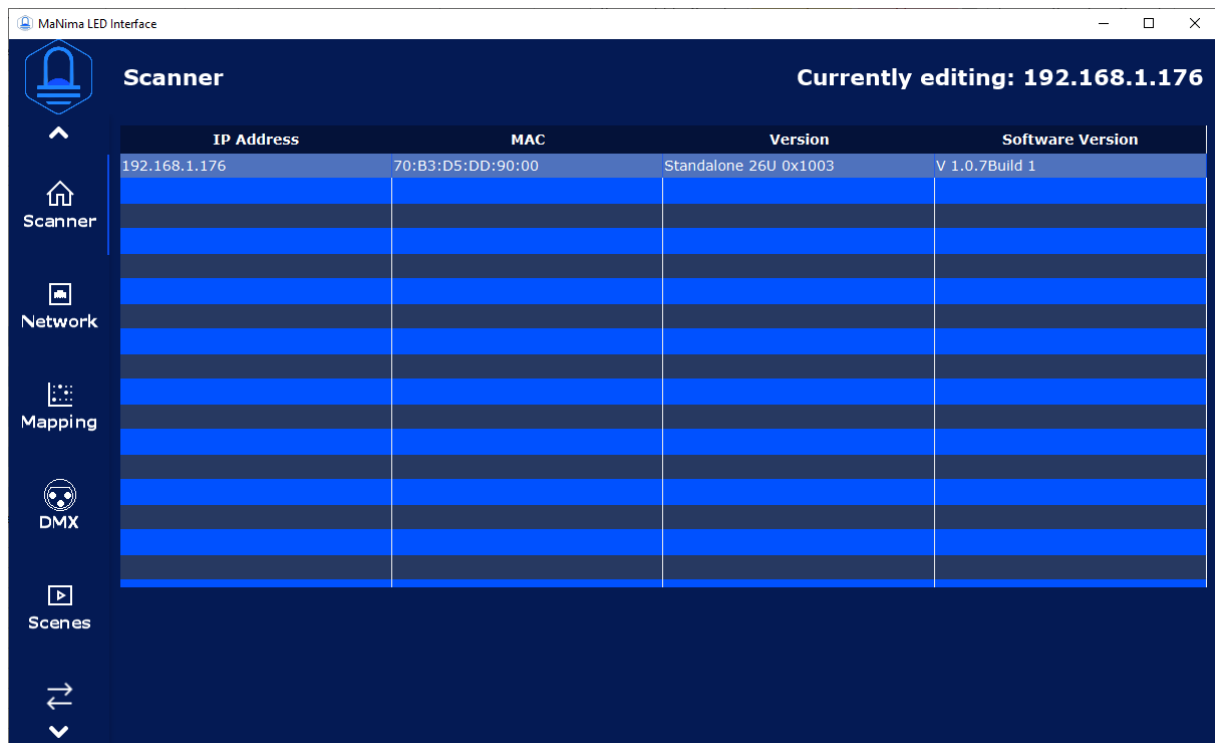 MaNima LED Interface
Scanner
Currently editing: 192.168.1.176
IP Address MAC Version Software Version
192.168.1.176 70:B3:D5:DD:90:00 Standalone 26U 0x1003 V 1.0.7Build 1
Scanner
Network
Mapping
DMX
Scenes